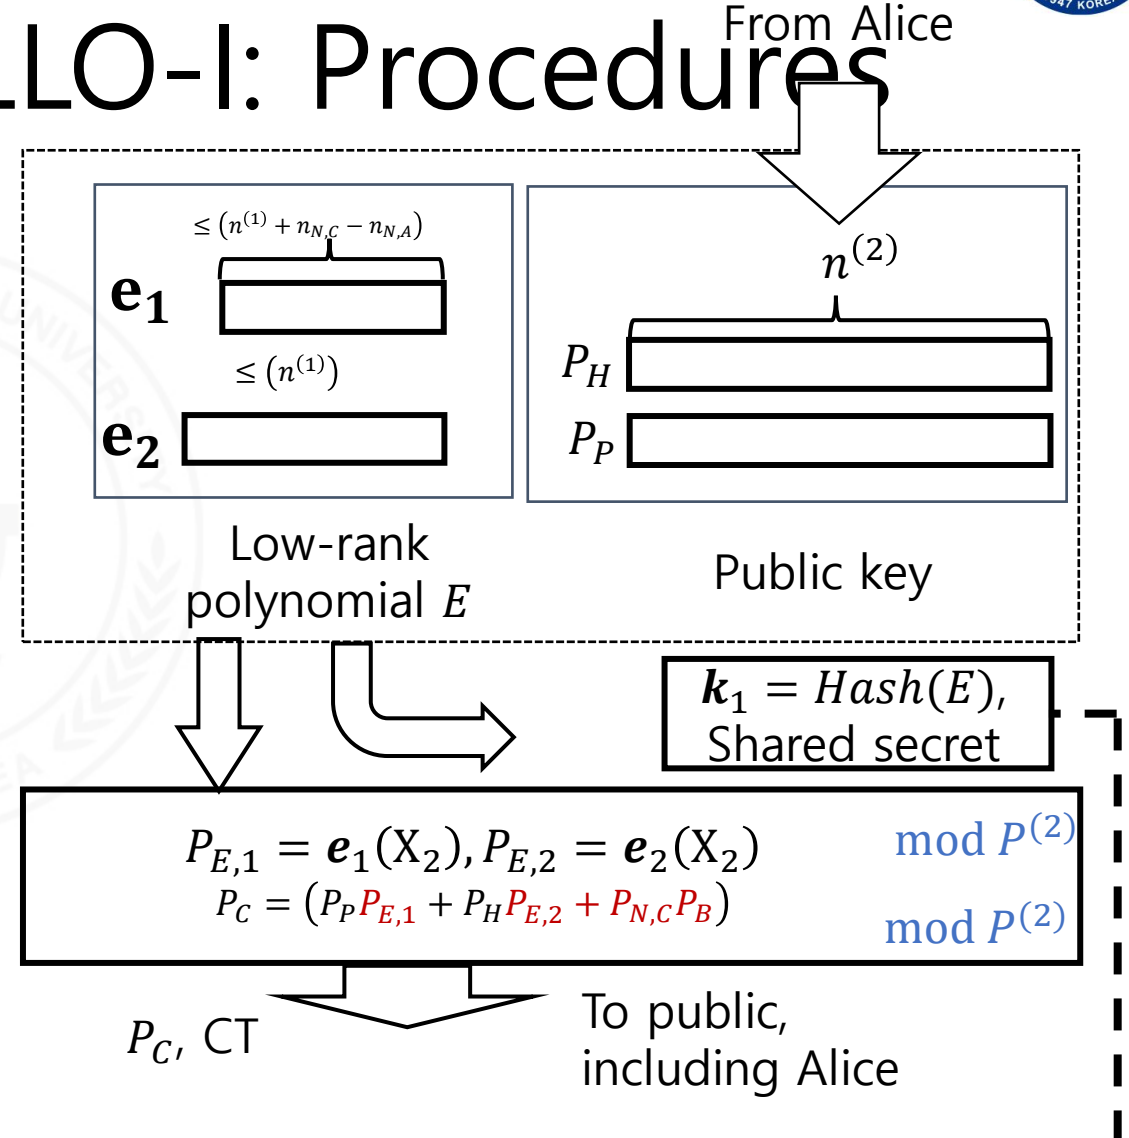 From Alice
LLO-I: Procedures
≤ (n^{(1)} + n_{N,C} − n_{N,A})
e_1
≤ (n^{(1)})
e_2
n^{(2)}
P_H
P_P
Low-rank
polynomial E
Public key
k_1 = Hash(E),
Shared secret
P_{E,1} = e_1(X_2), P_{E,2} = e_2(X_2) mod P^{(2)}
P_C = (P_P P_{E,1} + P_H P_{E,2} + P_{N,C} P_B) mod P^{(2)}
P_C, CT
To public,
including Alice
947 KOREA